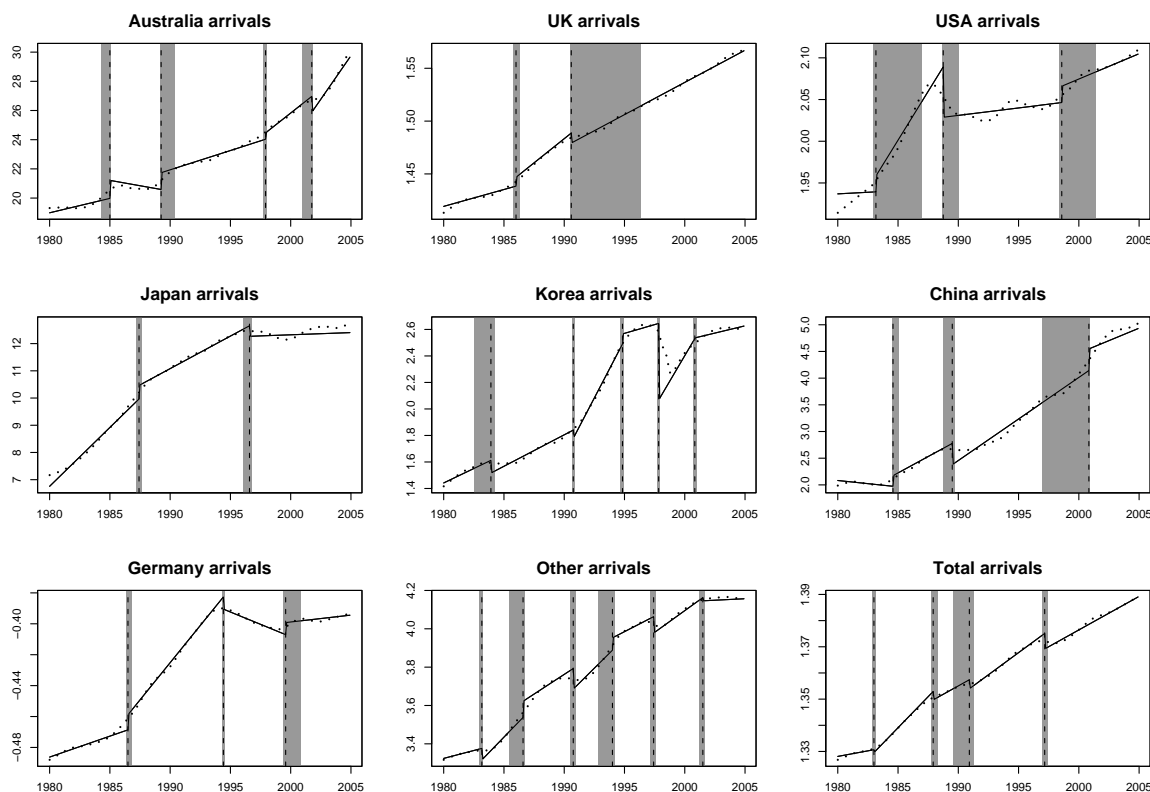 Australia arrivals
20 22 24 26 28 30
1980 1985 1990 1995 2000 2005
UK arrivals
1.45 1.50 1.55
1980 1985 1990 1995 2000 2005
USA arrivals
1.95 2.00 2.05 2.10
1980 1985 1990 1995 2000 2005
Japan arrivals
7 8 9 10 11 12
1980 1985 1990 1995 2000 2005
Korea arrivals
1.4 1.6 1.8 2.0 2.2 2.4 2.6
1980 1985 1990 1995 2000 2005
China arrivals
2.0 2.5 3.0 3.5 4.0 4.5 5.0
1980 1985 1990 1995 2000 2005
Germany arrivals
−0.48 −0.44 −0.40
1980 1985 1990 1995 2000 2005
Other arrivals
3.4 3.6 3.8 4.0 4.2
1980 1985 1990 1995 2000 2005
Total arrivals
1.33 1.35 1.37 1.39
1980 1985 1990 1995 2000 2005